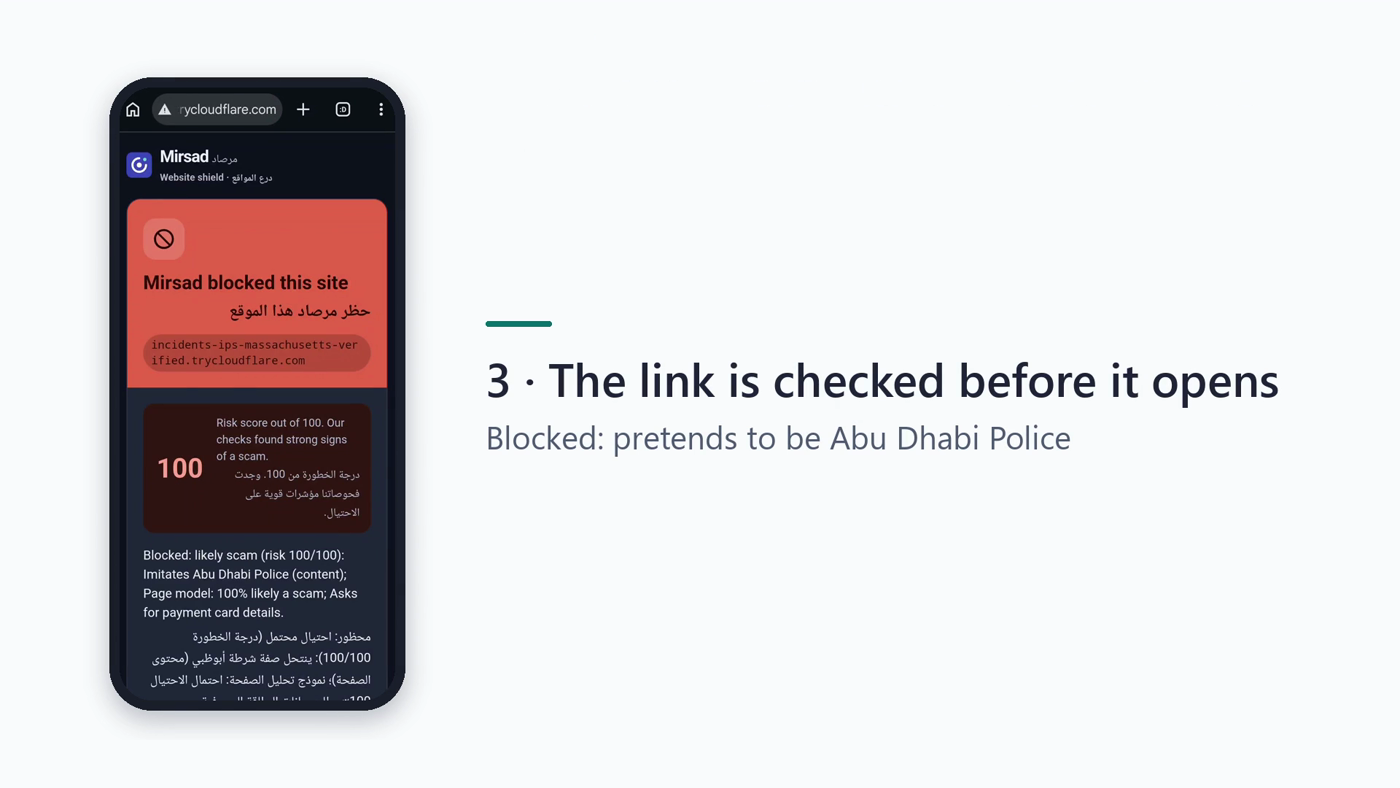 rycloudflare.com
:D
Mirsad مرصاد
Website shield · درع المواقع
Mirsad blocked this site
حظر مرصاد هذا الموقع
incidents-ips-massachusetts-ver
ified.trycloudflare.com
100
Risk score out of 100. Our
checks found strong signs
of a scam.
درجة الخطورة من 100. وجدت
فحوصاتنا مؤشرات قوية على
الاحتيال.
Blocked: likely scam (risk 100/100):
Imitates Abu Dhabi Police (content);
Page model: 100% likely a scam; Asks
for payment card details.
محظور: احتيال محتمل (درجة الخطورة
100/100): ينتحل صفة شرطة أبوظبي (محتوى
الصفحة)؛ نموذج تحليل الصفحة: احتمال الاحتيال
3 · The link is checked before it opens
Blocked: pretends to be Abu Dhabi Police